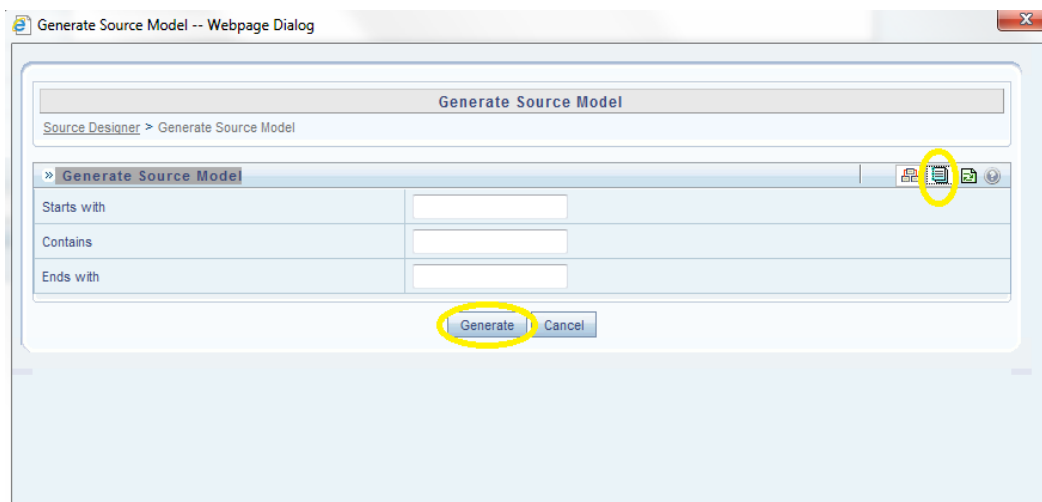 Generate Source Model -- Webpage Dialog
X
Generate Source Model
Source Designer > Generate Source Model
» Generate Source Model
Starts with
Contains
Ends with
Generate Cancel